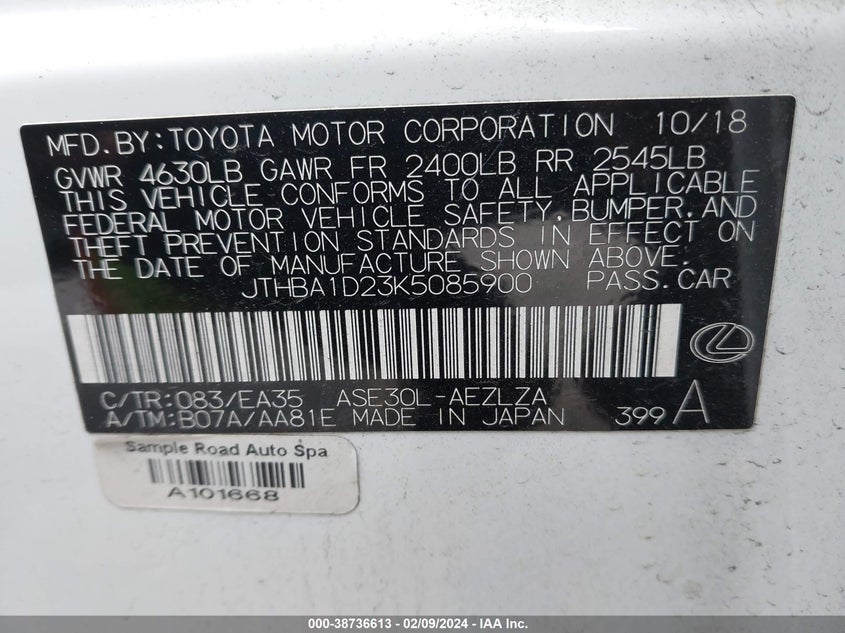 MFD.BY:TOYOTA MOTOR CORPORATION 10/18
GVWR 4630LB GAWR FR 2400LB RR 2545LB
THIS VEHICLE CONFORMS TO ALL APPLICABLE
FEDERAL MOTOR VEHICLE SAFETY,BUMPER,AND
THEFT PREVENTION STANDARDS IN EFFECT ON
THE DATE OF MANUFACTURE SHOWN ABOVE.
JTHBA1D23K5085900 PASS.CAR
C/TR:083/EA35 ASE30L-AEZLZA
A/TM:B07A/AA81E MADE IN JAPAN 399 A
Sample Road Auto Spa
A101668
000-38736613 - 02/09/2024 - IAA Inc.